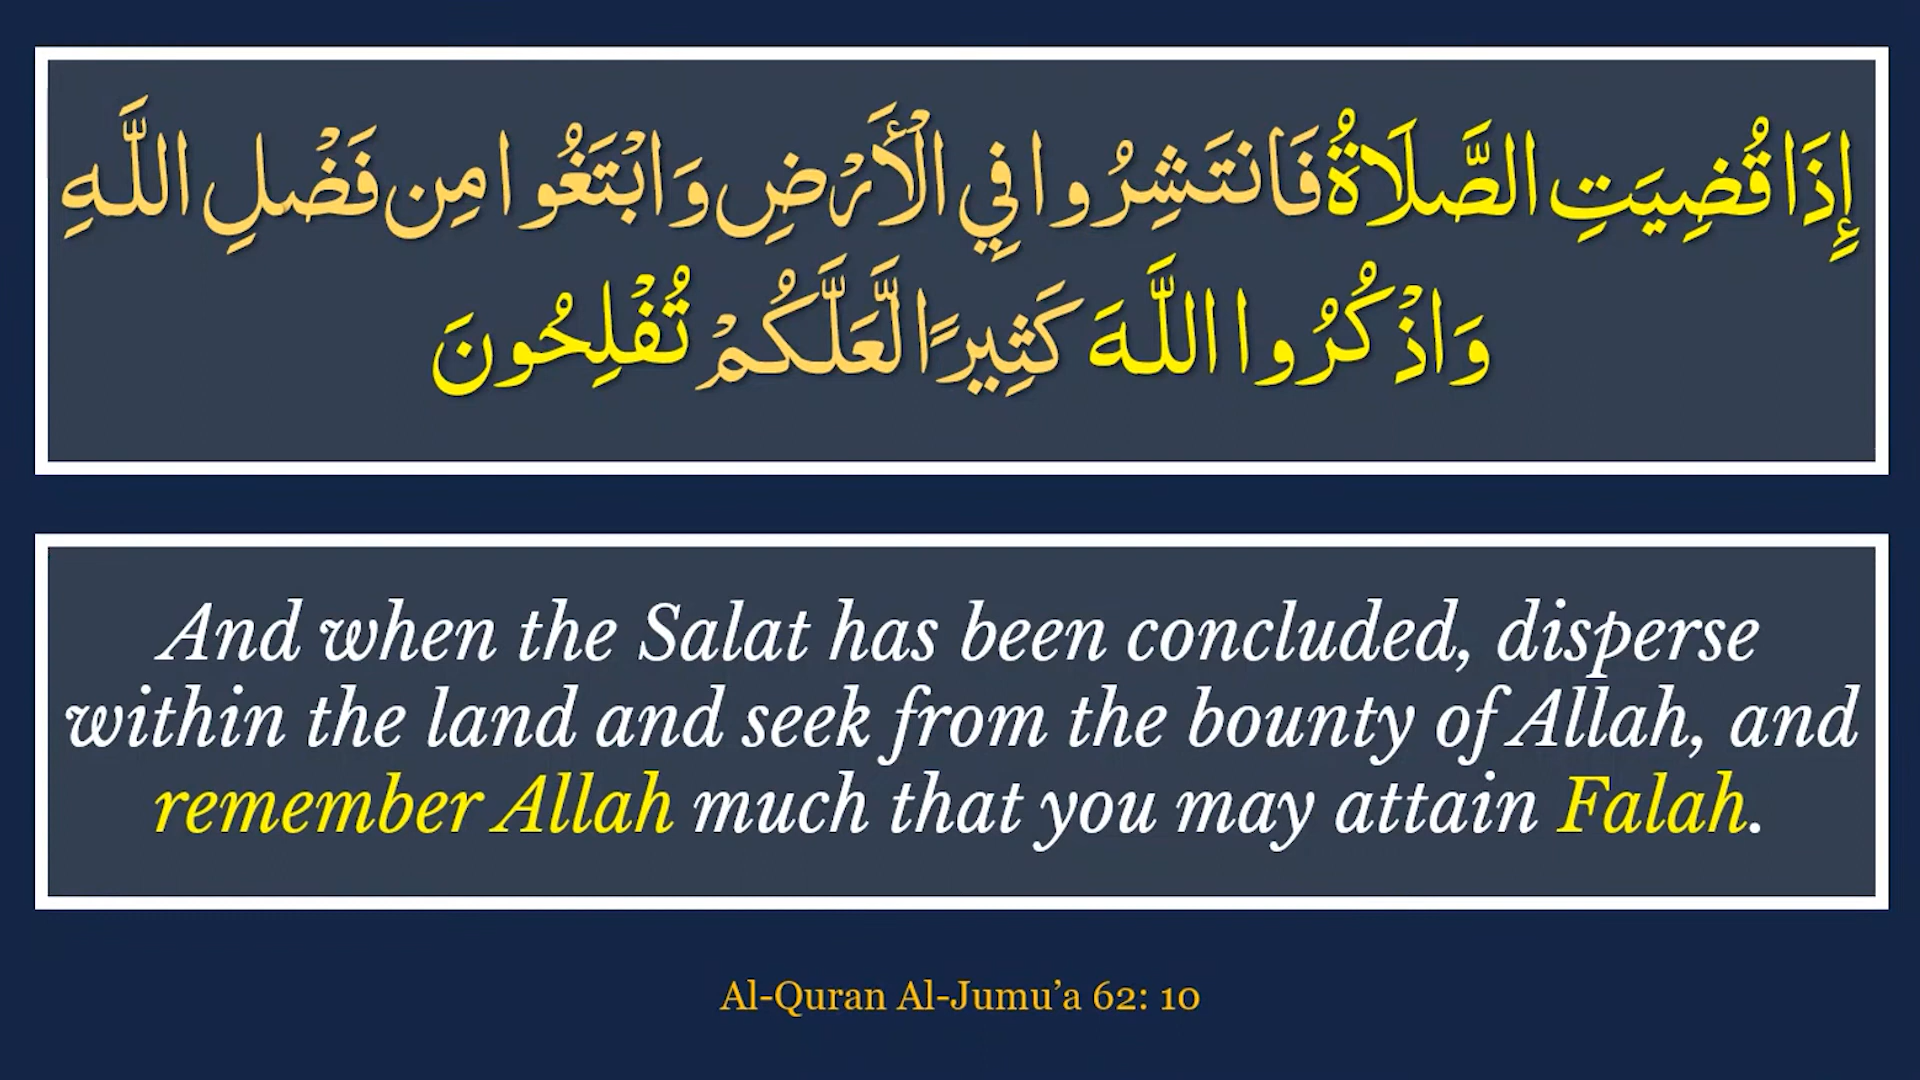 إِذَا قُضِيَتِ الصَّلَاةُ فَانتَشِرُوا فِي الْأَرْضِ وَابْتَغُوا مِن فَضْلِ اللَّهِ
وَاذْكُرُوا اللَّهَ كَثِيرًا لَّعَلَّكُمْ تُفْلِحُونَ
And when the Salat has been concluded, disperse
within the land and seek from the bounty of Allah, and
remember Allah much that you may attain Falah.
Al-Quran Al-Jumu’a 62: 10